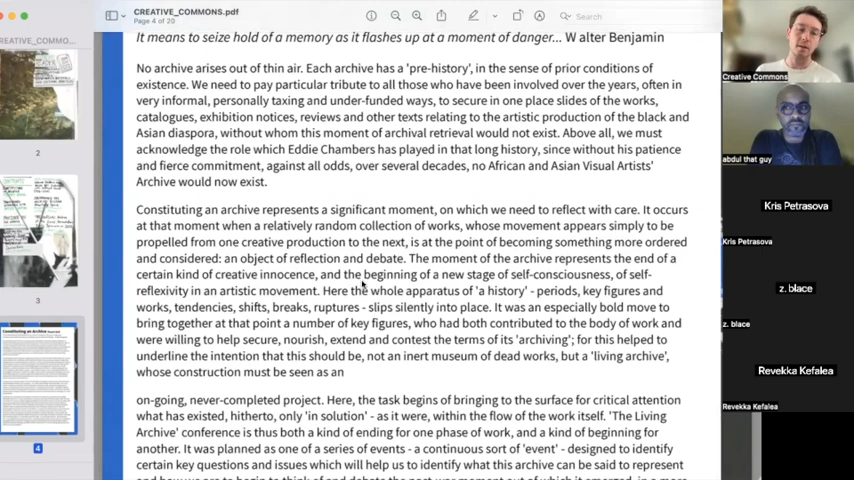 CREATIVE_COMMONS.pdf
Page 4 of 20
Search
CREATIVE_COMMO...
2
3
4
It means to seize hold of a memory as it flashes up at a moment of danger... W alter Benjamin
No archive arises out of thin air. Each archive has a 'pre-history', in the sense of prior conditions of
existence. We need to pay particular tribute to all those who have been involved over the years, often in
very informal, personally taxing and under-funded ways, to secure in one place slides of the works,
catalogues, exhibition notices, reviews and other texts relating to the artistic production of the black and
Asian diaspora, without whom this moment of archival retrieval would not exist. Above all, we must
acknowledge the role which Eddie Chambers has played in that long history, since without his patience
and fierce commitment, against all odds, over several decades, no African and Asian Visual Artists'
Archive would now exist.
Constituting an archive represents a significant moment, on which we need to reflect with care. It occurs
at that moment when a relatively random collection of works, whose movement appears simply to be
propelled from one creative production to the next, is at the point of becoming something more ordered
and considered: an object of reflection and debate. The moment of the archive represents the end of a
certain kind of creative innocence, and the beginning of a new stage of self-consciousness, of self-
reflexivity in an artistic movement. Here the whole apparatus of 'a history' - periods, key figures and
works, tendencies, shifts, breaks, ruptures - slips silently into place. It was an especially bold move to
bring together at that point a number of key figures, who had both contributed to the body of work and
were willing to help secure, nourish, extend and contest the terms of its 'archiving'; for this helped to
underline the intention that this should be, not an inert museum of dead works, but a 'living archive',
whose construction must be seen as an
on-going, never-completed project. Here, the task begins of bringing to the surface for critical attention
what has existed, hitherto, only 'in solution' - as it were, within the flow of the work itself. 'The Living
Archive' conference is thus both a kind of ending for one phase of work, and a kind of beginning for
another. It was planned as one of a series of events - a continuous sort of 'event' - designed to identify
certain key questions and issues which will help us to identify what this archive can be said to represent
Creative Commons
abdul that guy
Kris Petrasova
Kris Petrasova
z. blace
z. blace
Revekka Kefalea
Revekka Kefalea